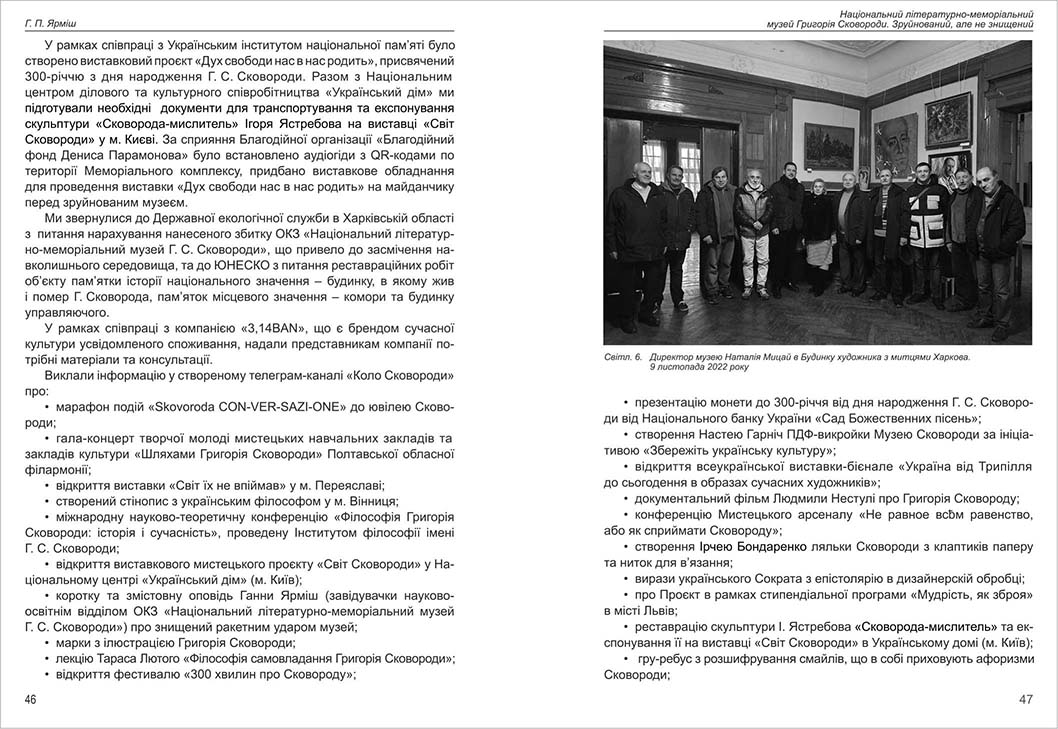 Г. П. Ярміш
У рамках співпраці з Українським інститутом національної пам’яті було
створено виставковий проєкт «Дух свободи нас в нас родить», присвячений
300-річчю з дня народження Г. С. Сковороди. Разом з Національним
центром ділового та культурного співробітництва «Український дім» ми
підготували необхідні документи для транспортування та експонування
скульптури «Сковорода-мислитель» Ігоря Ястребова на виставці «Світ
Сковороди» у м. Києві. За сприяння Благодійної організації «Благодійний
фонд Дениса Парамонова» було встановлено аудіогіди з QR-кодами по
території Меморіального комплексу, придбано виставкове обладнання
для проведення виставки «Дух свободи нас в нас родить» на майданчику
перед зруйнованим музеєм.
Ми звернулися до Державної екологічної служби в Харківській області
з питання нарахування нанесеного збитку ОКЗ «Національний літератур-
но-меморіальний музей Г. С. Сковороди», що привело до засмічення на-
вколишнього середовища, та до ЮНЕСКО з питання реставраційних робіт
об’єкту пам’ятки історії національного значення – будинку, в якому жив
і помер Г. Сковорода, пам’яток місцевого значення – комори та будинку
управляючого.
У рамках співпраці з компанією «3,14BAN», що є брендом сучасної
культури усвідомленого споживання, надали представникам компанії по-
трібні матеріали та консультації.
Виклали інформацію у створеному телеграм-каналі «Коло Сковороди»
про:
• марафон подій «Skovoroda CON-VER-SAZI-ONE» до ювілею Сково-
роди;
• гала-концерт творчої молоді мистецьких навчальних закладів та
закладів культури «Шляхами Григорія Сковороди» Полтавської обласної
філармонії;
• відкриття виставки «Світ їх не впіймав» у м. Переяславі;
• створений стінопис з українським філософом у м. Вінниця;
• міжнародну науково-теоретичну конференцію «Філософія Григорія
Сковороди: історія і сучасність», проведену Інститутом філософії імені
Г. С. Сковороди;
• відкриття виставкового мистецького проєкту «Світ Сковороди» у На-
ціональному центрі «Український дім» (м. Київ);
• коротку та змістовну оповідь Ганни Ярміш (завідувачки науково-
освітнім відділом ОКЗ «Національний літературно-меморіальний музей
Г. С. Сковороди») про знищений ракетним ударом музей;
• марки з ілюстрацією Григорія Сковороди;
• лекцію Тараса Лютого «Філософія самовладання Григорія Сковороди»;
• відкриття фестивалю «300 хвилин про Сковороду»;
46
Національний літературно-меморіальний
музей Григорія Сковороди. Зруйнований, але не знищений
Світл. 6. Директор музею Наталія Мицай в Будинку художника з митцями Харкова.
9 листопада 2022 року
• презентацію монети до 300-річчя від дня народження Г. С. Сковоро-
ди від Національного банку України «Сад Божественних пісень»;
• створення Настею Гарніч ПДФ-викройки Музею Сковороди за ініціа-
тивою «Збережіть українську культуру»;
• відкриття всеукраїнської виставки-бієнале «Україна від Трипілля
до сьогодення в образах сучасних художників»;
• документальний фільм Людмили Нестулі про Григорія Сковороду;
• конференцію Мистецького арсеналу «Не равное всѣм равенство,
або як сприймати Сковороду»;
• створення Ірчею Бондаренко ляльки Сковороди з клаптиків паперу
та ниток для в’язання;
• вирази українського Сократа з епістолярію в дизайнерскій обробці;
• про Проєкт в рамках стипендіальної програми «Мудрість, як зброя»
в місті Львів;
• реставрацію скульптури І. Ястребова «Сковорода-мислитель» та ек-
спонування її на виставці «Світ Сковороди» в Українському домі (м. Київ);
• гру-ребус з розшифрування смайлів, що в собі приховують афоризми
Сковороди;
47